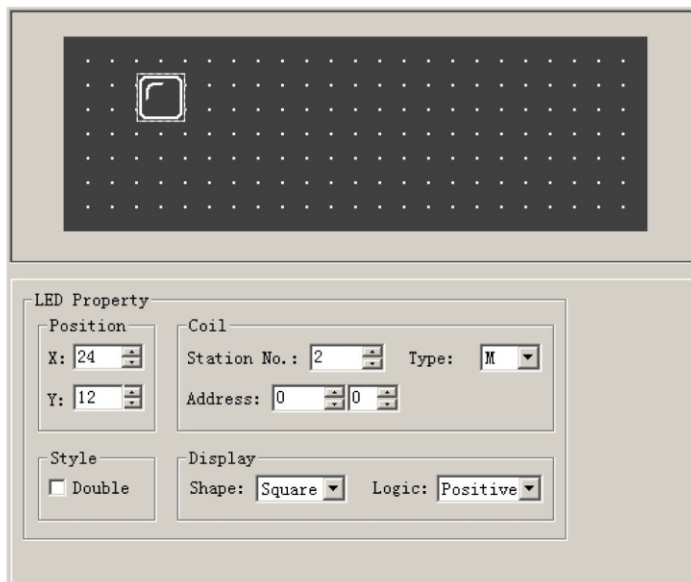 LED Property
Position
X: 24
Y: 12
Coil
Station No.: 2 Type: M
Address: 0 0
Style
Double
Display
Shape: Square Logic: Positive